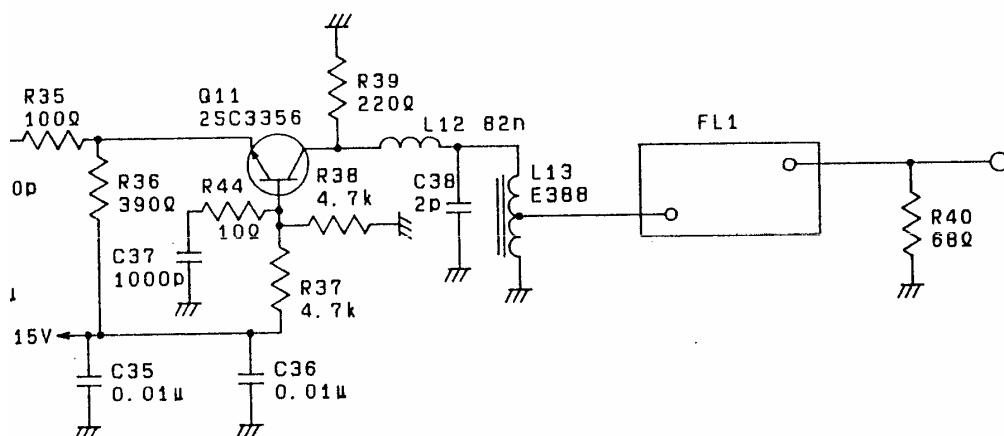 R35
100Ω
Q11
2SC3356
R39
220Ω
L12 82n
FL1
0p
R36
390Ω
R44
10Ω
R38
4.7k
C38
2p
L13
E388
R40
68Ω
C37
1000p
R37
4.7k
μ
15V
C35
0.01μ
C36
0.01μ